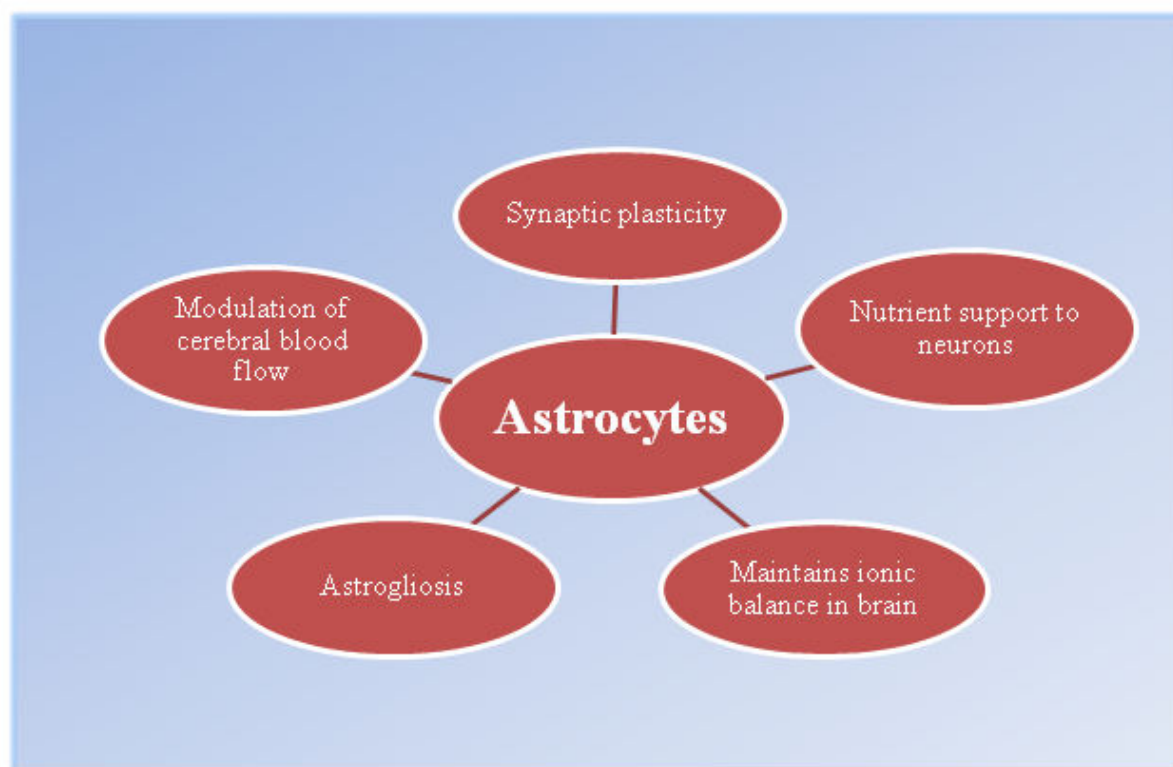 Synaptic plasticity
Modulation of
cerebral blood
flow
Nutrient support to
neurons
Astrocytes
Astrogliosis
Maintains ionic
balance in brain